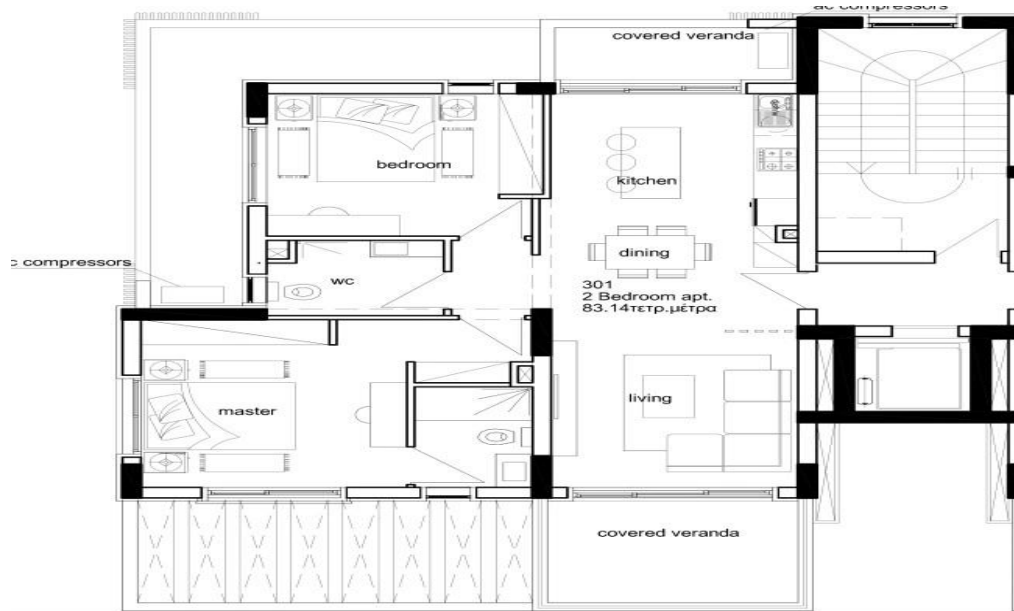 ac compressors
covered veranda
bedroom
kitchen
c compressors
wc
dining
301
2 Bedroom apt.
83.14τετρ.μέτρα
master
living
covered veranda